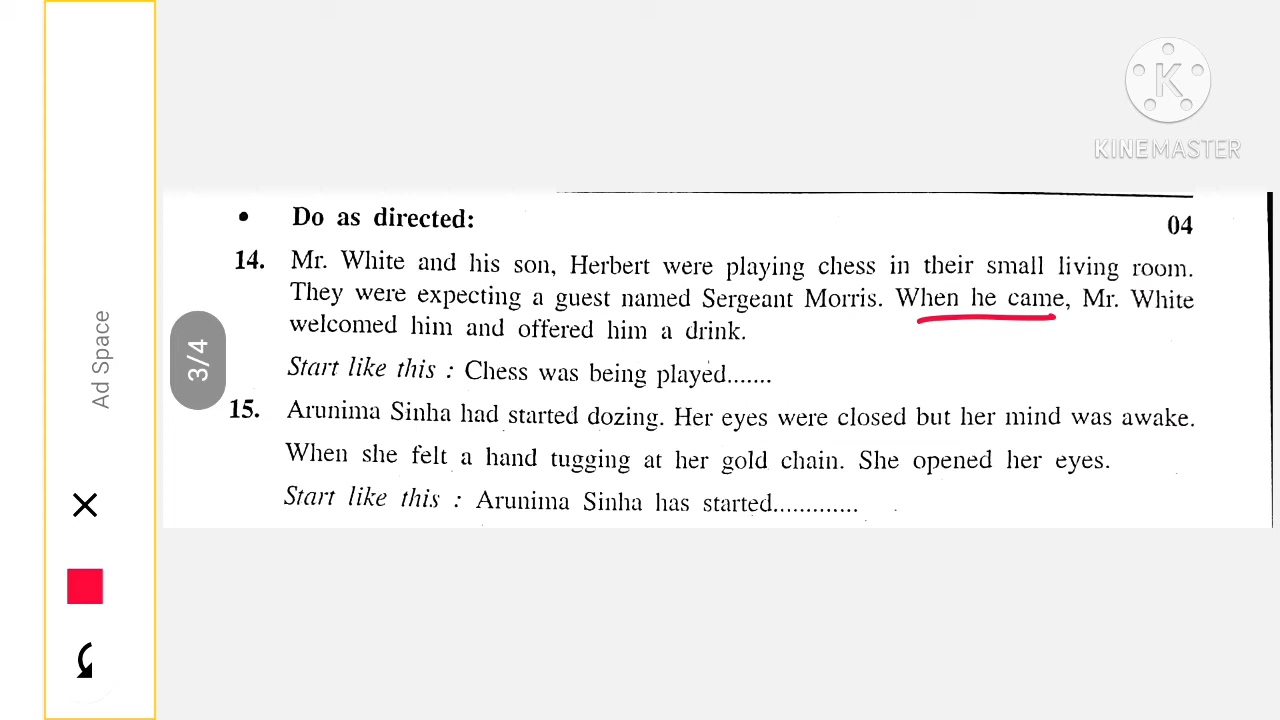 KINEMASTER
• Do as directed: 04
14. Mr. White and his son, Herbert were playing chess in their small living room.
They were expecting a guest named Sergeant Morris. When he came, Mr. White
welcomed him and offered him a drink.
Start like this : Chess was being played.......
15. Arunima Sinha had started dozing. Her eyes were closed but her mind was awake.
When she felt a hand tugging at her gold chain. She opened her eyes.
Start like this : Arunima Sinha has started.............
Ad Space
3/4